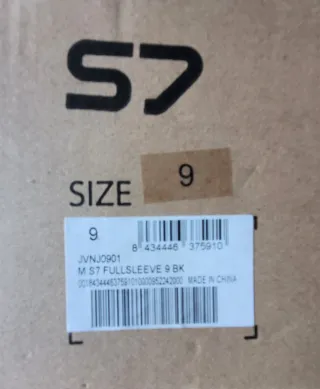 S7
SIZE 9
9
8 434446 375910
JVNJ0901
M S7 FULLSLEEVE 9 BK
MADE IN CHINA